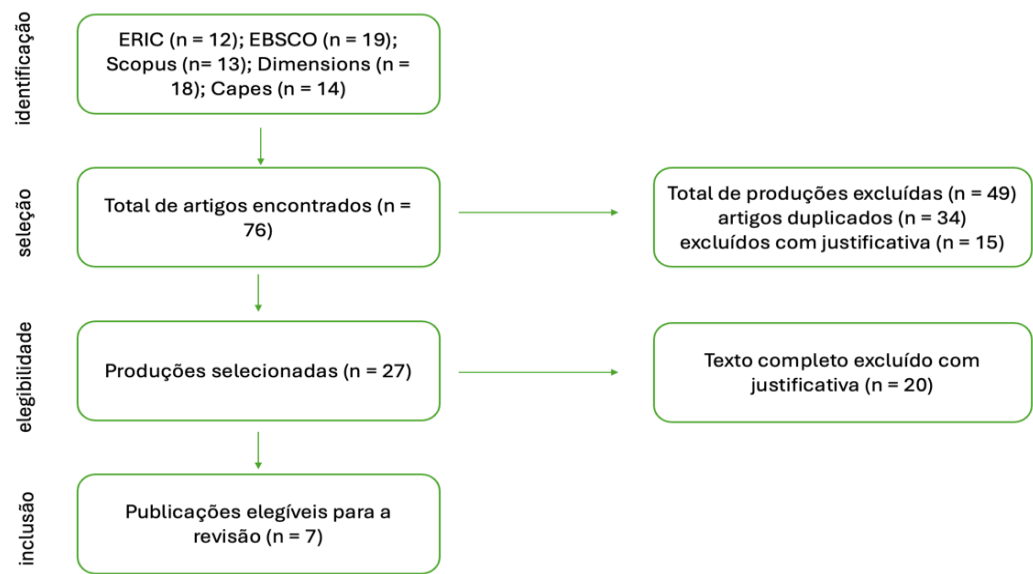 identificação
ERIC (n = 12); EBSCO (n = 19);
Scopus (n= 13); Dimensions (n =
18); Capes (n = 14)
seleção
Total de artigos encontrados (n =
76)
Total de produções excluídas (n = 49)
artigos duplicados (n = 34)
excluídos com justificativa (n = 15)
elegibilidade
Produções selecionadas (n = 27)
Texto completo excluído com
justificativa (n = 20)
inclusão
Publicações elegíveis para a
revisão (n = 7)